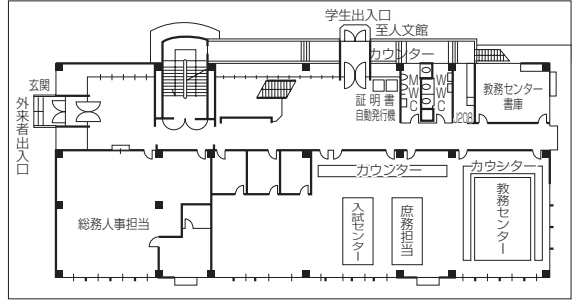 学生出入口
至人文館
カウンター
玄関
外来者出入口
証明書
自動発行機
MWC
WWC
U208
教務センター
書庫
カウンター
カウンター
総務人事担当
入試センター
庶務担当
教務センター